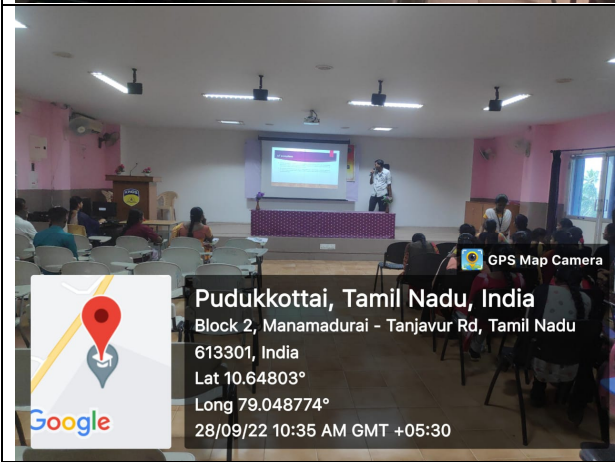 GPS Map Camera
Pudukkottai, Tamil Nadu, India
Block 2, Manamadurai - Tanjavur Rd, Tamil Nadu
613301, India
Lat 10.64803°
Long 79.048774°
28/09/22 10:35 AM GMT +05:30
Google